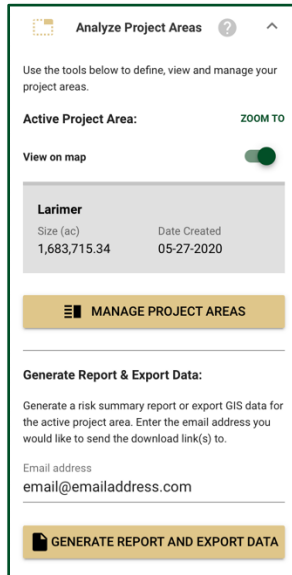 Analyze Project Areas ?
Use the tools below to define, view and manage your
project areas.
Active Project Area: ZOOM TO
View on map
Larimer
Size (ac) Date Created
1,683,715.34 05-27-2020
MANAGE PROJECT AREAS
Generate Report & Export Data:
Generate a risk summary report or export GIS data for
the active project area. Enter the email address you
would like to send the download link(s) to.
Email address
email@emailaddress.com
GENERATE REPORT AND EXPORT DATA